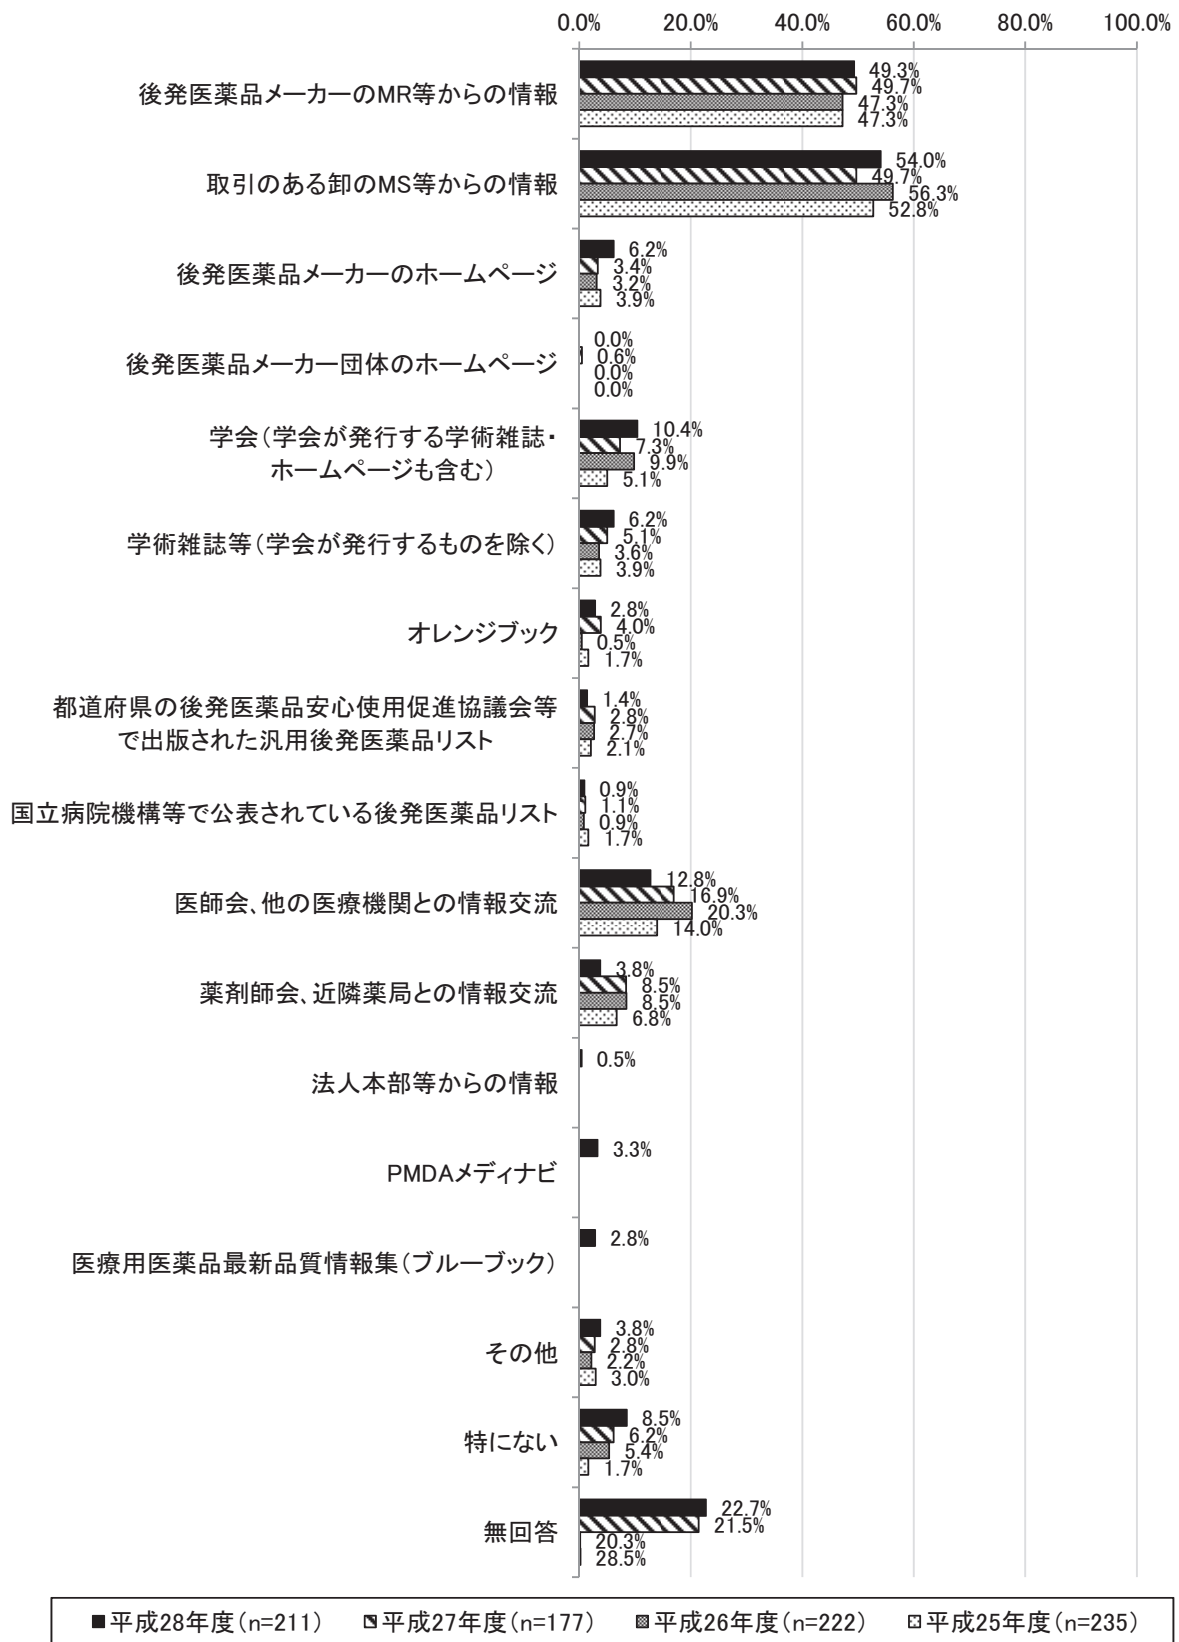 0.0% 20.0% 40.0% 60.0% 80.0% 100.0%
後発医薬品メーカーのMR等からの情報
49.3%
49.7%
47.3%
47.3%
取引のある卸のMS等からの情報
54.0%
49.7%
56.3%
52.8%
後発医薬品メーカーのホームページ
6.2%
3.4%
3.2%
3.9%
後発医薬品メーカー団体のホームページ
0.0%
0.6%
0.0%
0.0%
学会(学会が発行する学術雑誌・
ホームページも含む)
10.4%
7.3%
9.9%
5.1%
学術雑誌等(学会が発行するものを除く)
6.2%
5.1%
3.6%
3.9%
オレンジブック
2.8%
4.0%
0.5%
1.7%
都道府県の後発医薬品安心使用促進協議会等
で出版された汎用後発医薬品リスト
1.4%
2.8%
2.7%
2.1%
国立病院機構等で公表されている後発医薬品リスト
0.9%
1.1%
0.9%
1.7%
医師会、他の医療機関との情報交流
12.8%
16.9%
20.3%
14.0%
薬剤師会、近隣薬局との情報交流
3.8%
8.5%
8.5%
6.8%
法人本部等からの情報
0.5%
PMDAメディナビ
3.3%
医療用医薬品最新品質情報集(ブルーブック)
2.8%
その他
3.8%
2.8%
2.2%
3.0%
特にない
8.5%
6.2%
5.4%
1.7%
無回答
22.7%
21.5%
20.3%
28.5%
平成28年度(n=211) 平成27年度(n=177) 平成26年度(n=222) 平成25年度(n=235)